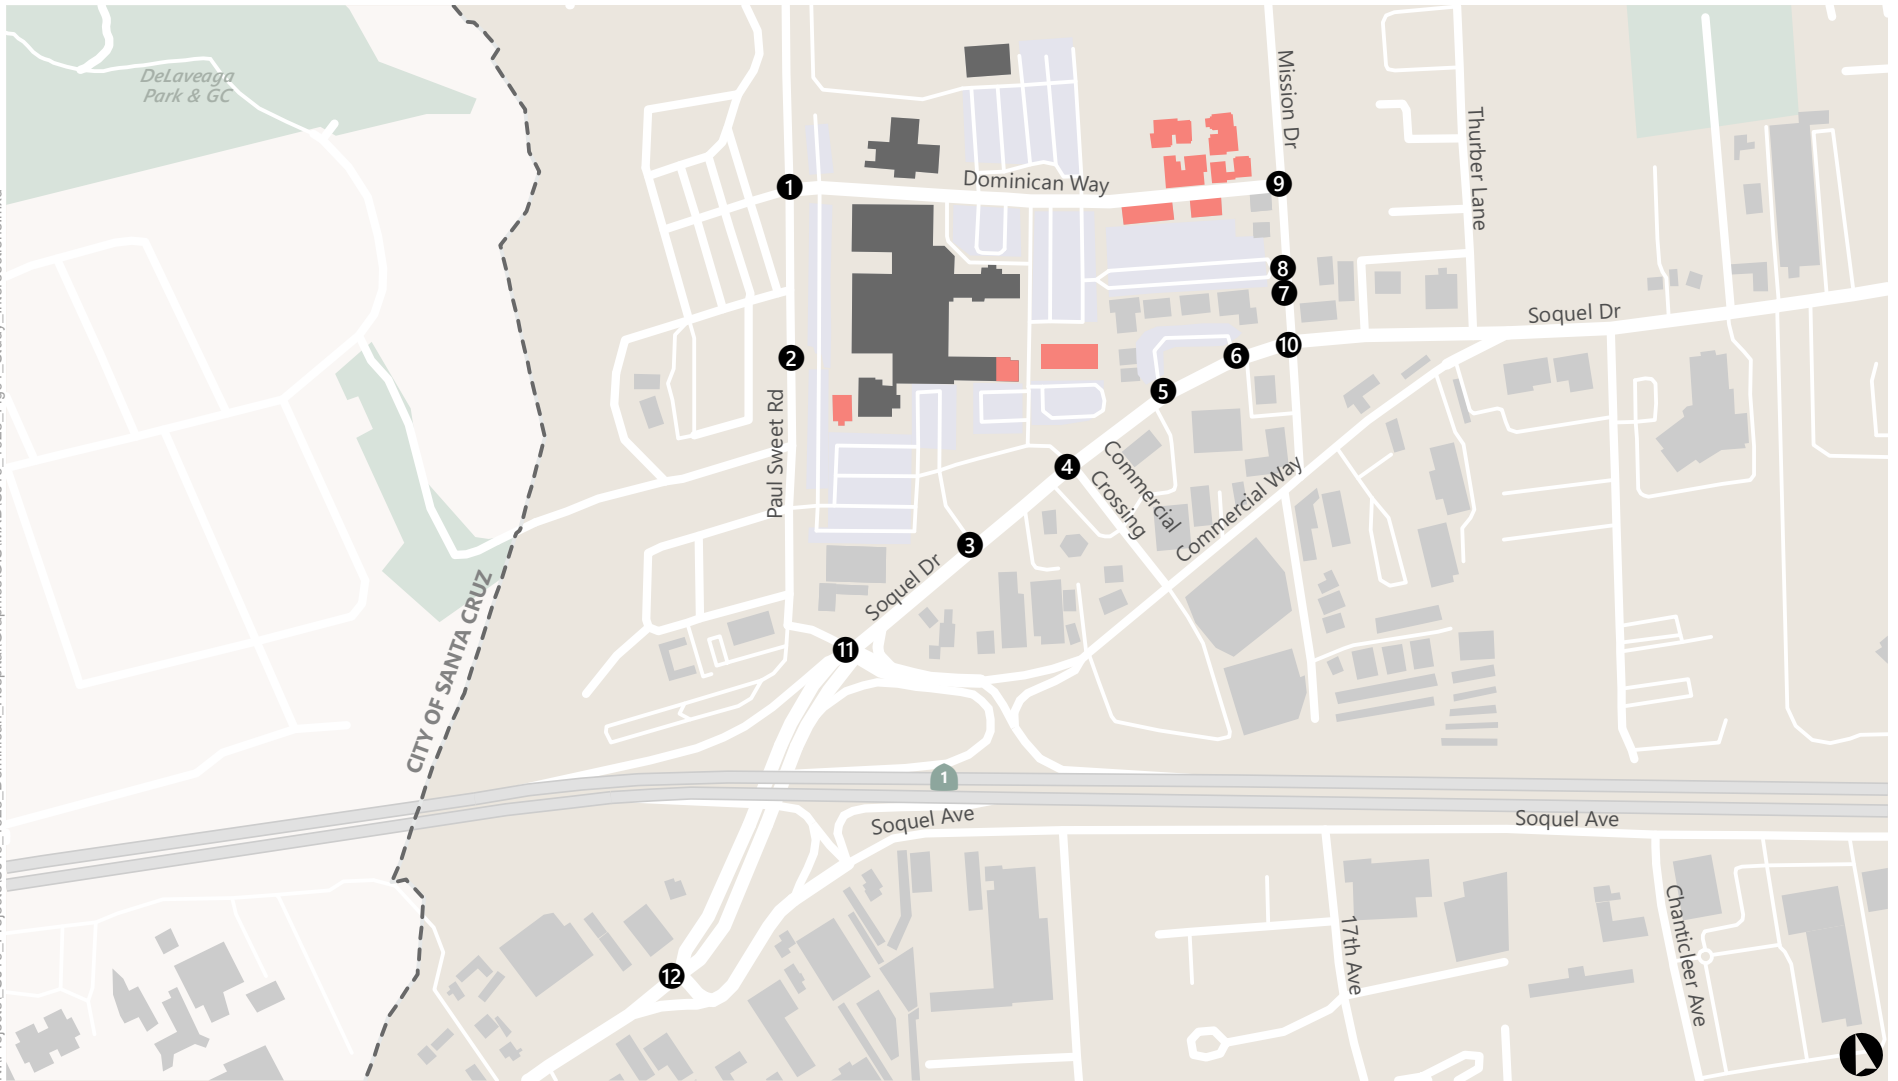 DeLaveaga
Park & GC
Mission Dr
Thurber Lane
Dominican Way
1
9
8
7
Soquel Dr
10
2
6
5
Paul Sweet Rd
4
Commercial
Crossing
Commercial Way
3
Soquel Dr
CITY OF SANTA CRUZ
11
1
Soquel Ave
Soquel Ave
Chanticleer Ave
17th Ave
12